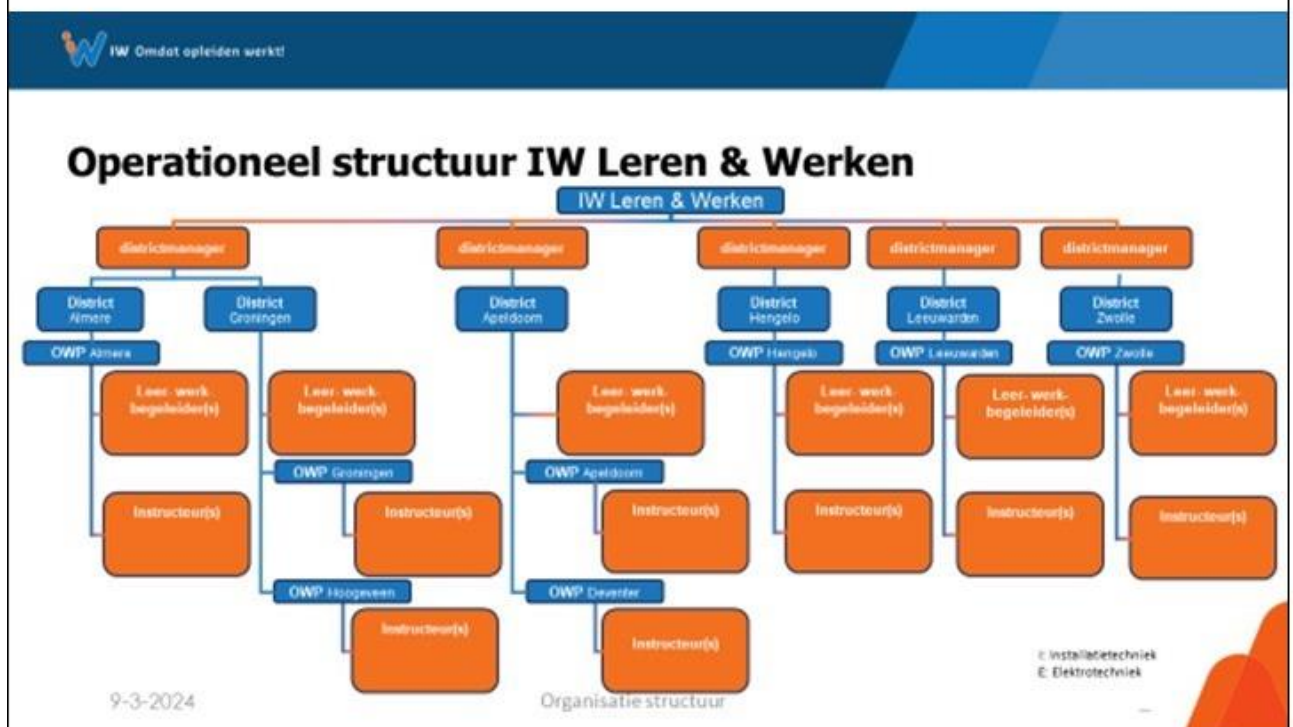 IW Omdat opleiden werkt!
Operationeel structuur IW Leren & Werken
IW Leren & Werken
districtmanager
districtmanager
districtmanager
districtmanager
districtmanager
District
Almere
District
Groningen
District
Apeldoorn
District
Hengelo
District
Leeuwarden
District
Zwolle
OWP Almere
OWP Hengelo
OWP Leeuwarden
OWP Zwolle
Leer- werk-
begeleider(s)
Leer- werk-
begeleider(s)
Leer- werk-
begeleider(s)
Leer- werk-
begeleider(s)
Leer- werk-
begeleider(s)
Leer- werk-
begeleider(s)
OWP Groningen
OWP Apeldoorn
Instructeur(s)
Instructeur(s)
Instructeur(s)
Instructeur(s)
Instructeur(s)
Instructeur(s)
OWP Hoogeveen
OWP Deventer
Instructeur(s)
Instructeur(s)
I: Installatietechniek
E: Elektrotechniek
9-3-2024
Organisatie structuur